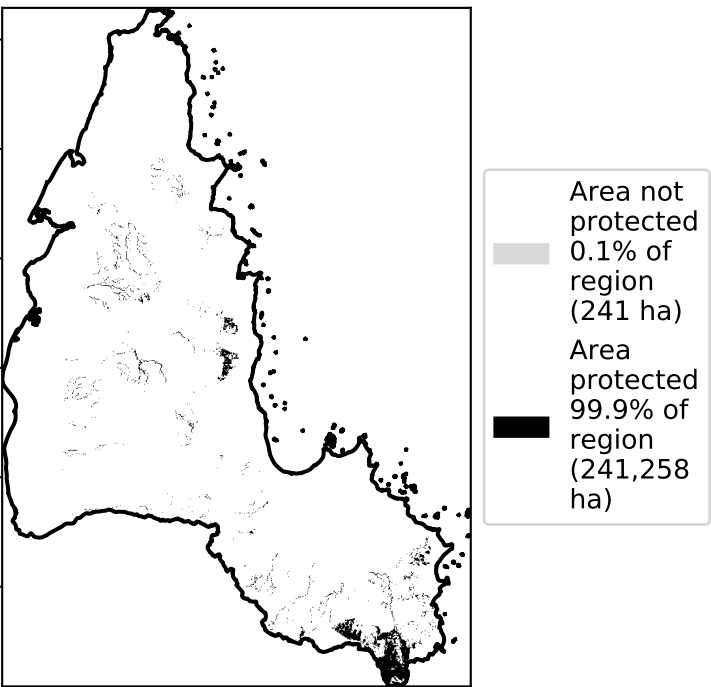 Area not
protected
0.1% of
region
(241 ha)
Area
protected
99.9% of
region
(241,258
ha)